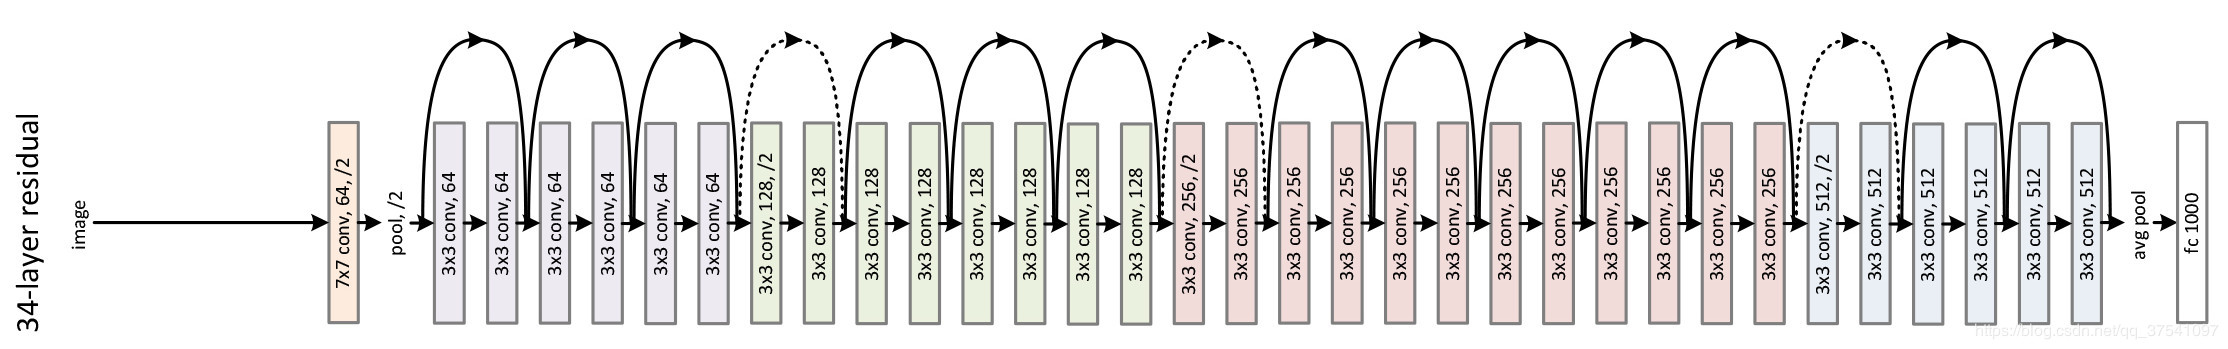 34-layer residual
image
7x7 conv, 64, /2
pool, /2
3x3 conv, 64
3x3 conv, 64
3x3 conv, 64
3x3 conv, 64
3x3 conv, 64
3x3 conv, 64
3x3 conv, 128, /2
3x3 conv, 128
3x3 conv, 128
3x3 conv, 128
3x3 conv, 128
3x3 conv, 128
3x3 conv, 128
3x3 conv, 128
3x3 conv, 256, /2
3x3 conv, 256
3x3 conv, 256
3x3 conv, 256
3x3 conv, 256
3x3 conv, 256
3x3 conv, 256
3x3 conv, 256
3x3 conv, 256
3x3 conv, 256
3x3 conv, 256
3x3 conv, 256
3x3 conv, 512, /2
3x3 conv, 512
3x3 conv, 512
3x3 conv, 512
3x3 conv, 512
3x3 conv, 512
avg pool
fc 1000
https://blog.csdn.net/qq_37541097